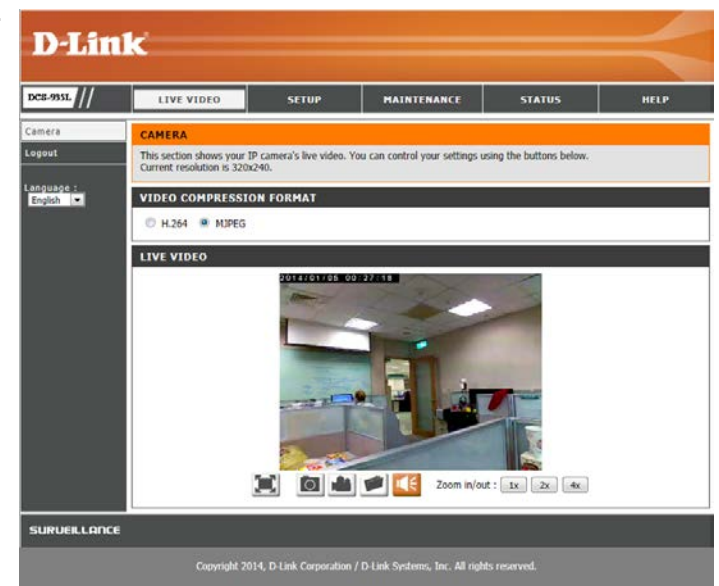 D-Link
DCS-935L
LIVE VIDEO
SETUP
MAINTENANCE
STATUS
HELP
Camera
Logout
Language :
English
CAMERA
This section shows your IP camera's live video. You can control your settings using the buttons below.
Current resolution is 320x240.
VIDEO COMPRESSION FORMAT
H.264 MJPEG
LIVE VIDEO
2014/01/05 00:27:18
Zoom in/out : 1x 2x 4x
SURVEILLANCE
Copyright 2014, D-Link Corporation / D-Link Systems, Inc. All rights reserved.